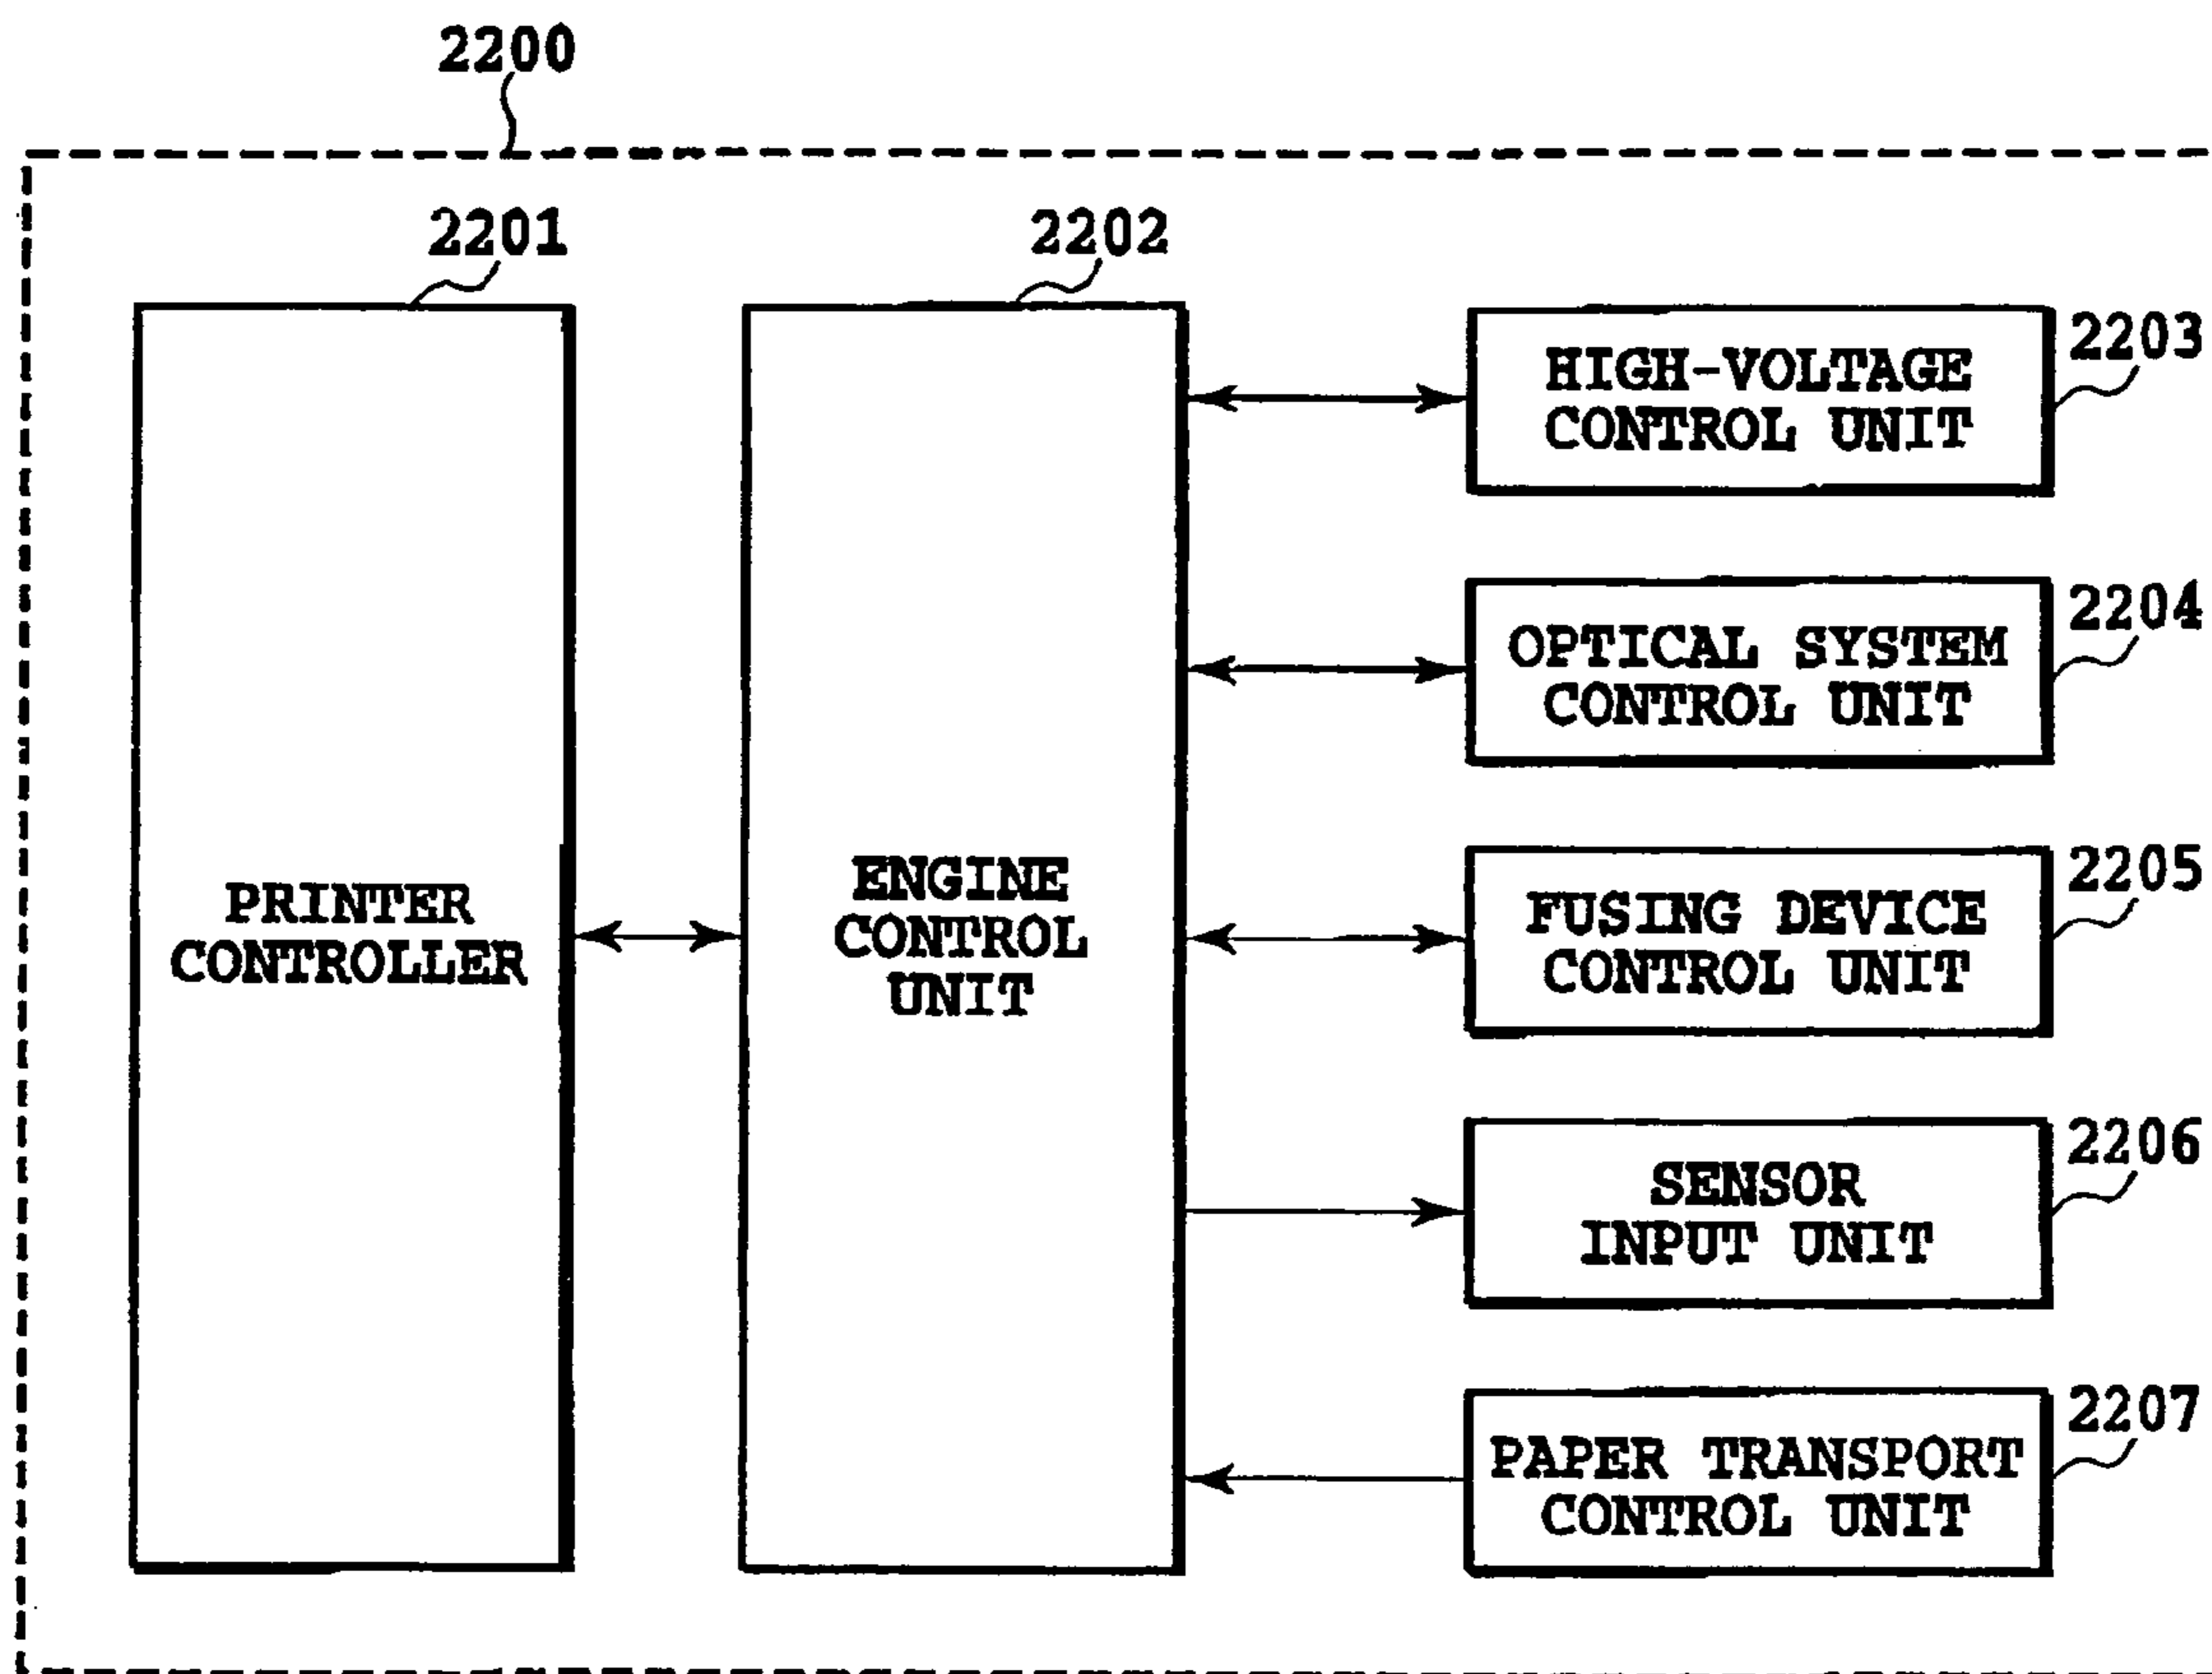 2200
2201
2202
2203
HIGH-VOLTAGE
CONTROL UNIT
2204
OPTICAL SYSTEM
CONTROL UNIT
2205
FUSING DEVICE
CONTROL UNIT
PRINTER
CONTROLLER
ENGINE
CONTROL
UNIT
2206
SENSOR
INPUT UNIT
2207
PAPER TRANSPORT
CONTROL UNIT